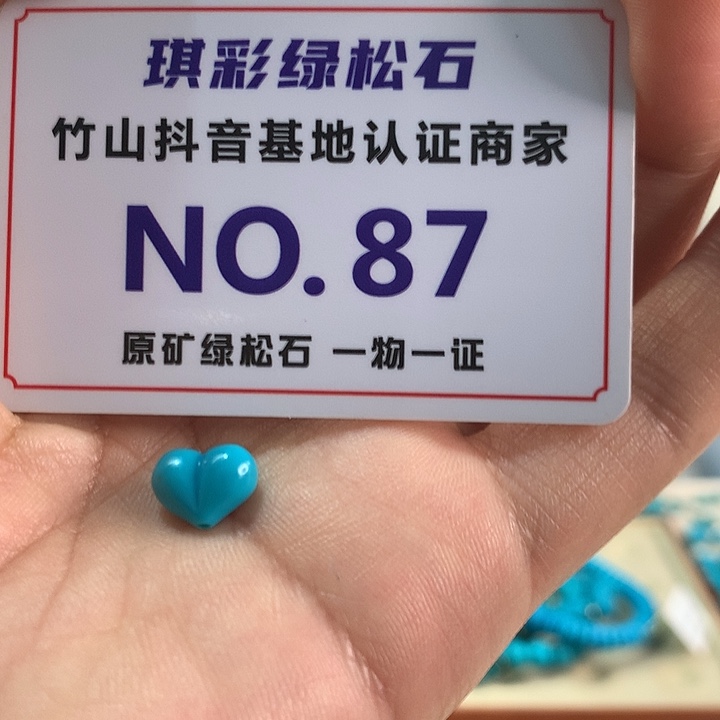 琪彩绿松石
竹山抖音基地认证商家
NO.87
原矿绿松石 一物一证